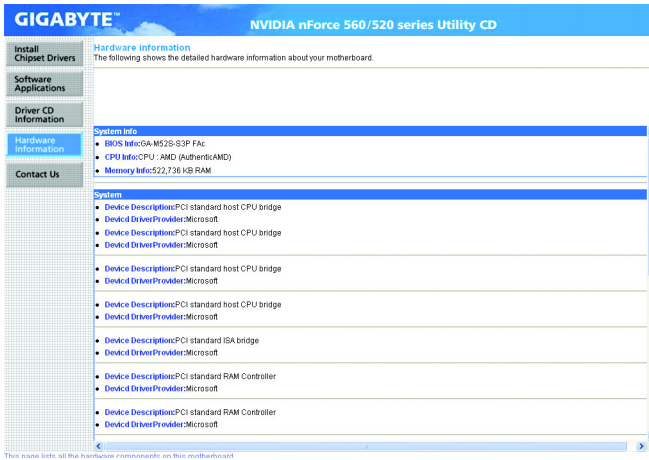 GIGABYTE™
NVIDIA nForce 560/520 series Utility CD
Install
Chipset Drivers
Software
Applications
Driver CD
Information
Hardware
Information
Contact Us
Hardware information
The following shows the detailed hardware information about your motherboard.
System Info
BIOS Info:GA-M52S-S3P FAc
CPU Info:CPU : AMD (AuthenticAMD)
Memory Info:522,736 KB RAM
System
Device Description:PCI standard host CPU bridge
Devicd DriverProvider:Microsoft
Device Description:PCI standard host CPU bridge
Devicd DriverProvider:Microsoft
Device Description:PCI standard host CPU bridge
Devicd DriverProvider:Microsoft
Device Description:PCI standard host CPU bridge
Devicd DriverProvider:Microsoft
Device Description:PCI standard ISA bridge
Devicd DriverProvider:Microsoft
Device Description:PCI standard RAM Controller
Devicd DriverProvider:Microsoft
Device Description:PCI standard RAM Controller
Devicd DriverProvider:Microsoft
This page lists all the hardware components on this motherboard.